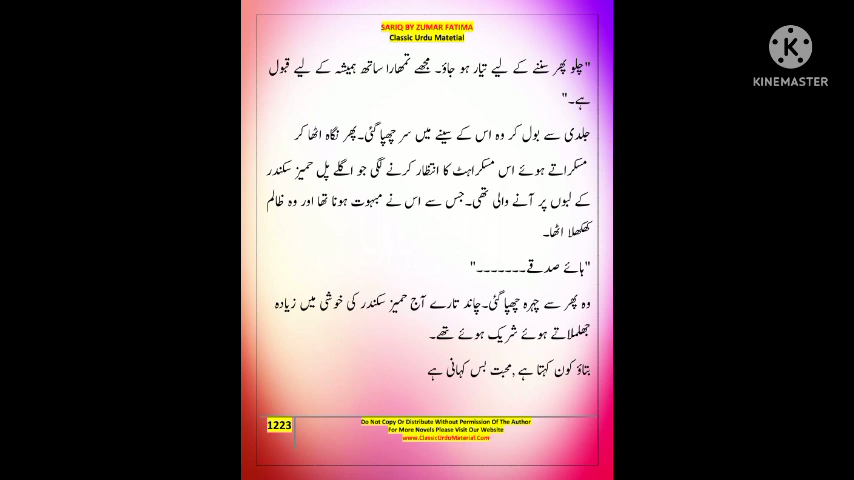 SARIQ BY ZUMAR FATIMA
Classic Urdu Matetial
KINEMASTER
"چلو پھر سننے کے لیے تیار ہو جاؤ۔ مجھے تمھارا ساتھ ہمیشہ کے لیے قبول
ہے۔"
جلدی سے بول کر وہ اس کے سینے میں سر چھپا گئی۔پھر نگاہ اٹھا کر
مسکراتے ہوئے اس مسکراہٹ کا انتظار کرنے لگی جو اگلے پل حمیز سکندر
کے لبوں پر آنے والی تھی۔جس سے اس نے مبہوت ہونا تھا اور وہ ظالم
کھکھلا اٹھا۔
"ہائے صدقے-------"
وہ پھر سے چہرہ چھپا گئی۔چاند تارے آج حمیز سکندر کی خوشی میں زیادہ
جھلملاتے ہوئے شریک ہوئے تھے۔
بتاؤ کون کہتا ہے ,محبت بس کہانی ہے
1223
Do Not Copy Or Distribute Without Permission Of The Author
For More Novels Please Visit Our Website
www.ClassicUrduMaterial.Com